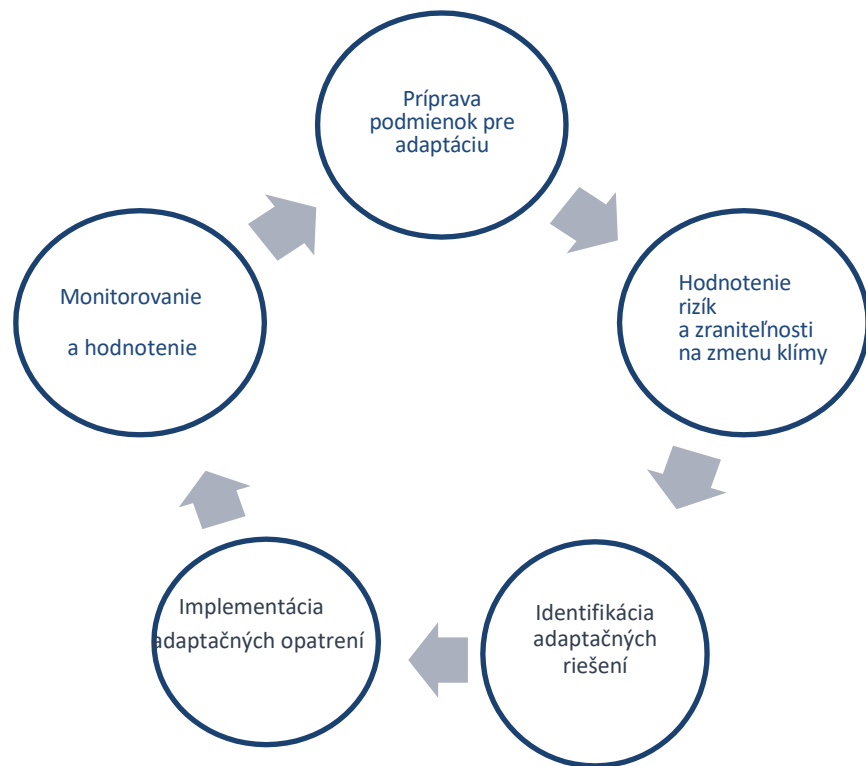 Príprava
podmienok pre
adaptáciu
Hodnotenie
rizík
a zraniteľnosti
na zmenu klímy
Identifikácia
adaptačných
riešení
Implementácia
adaptačných opatrení
Monitorovanie
a hodnotenie